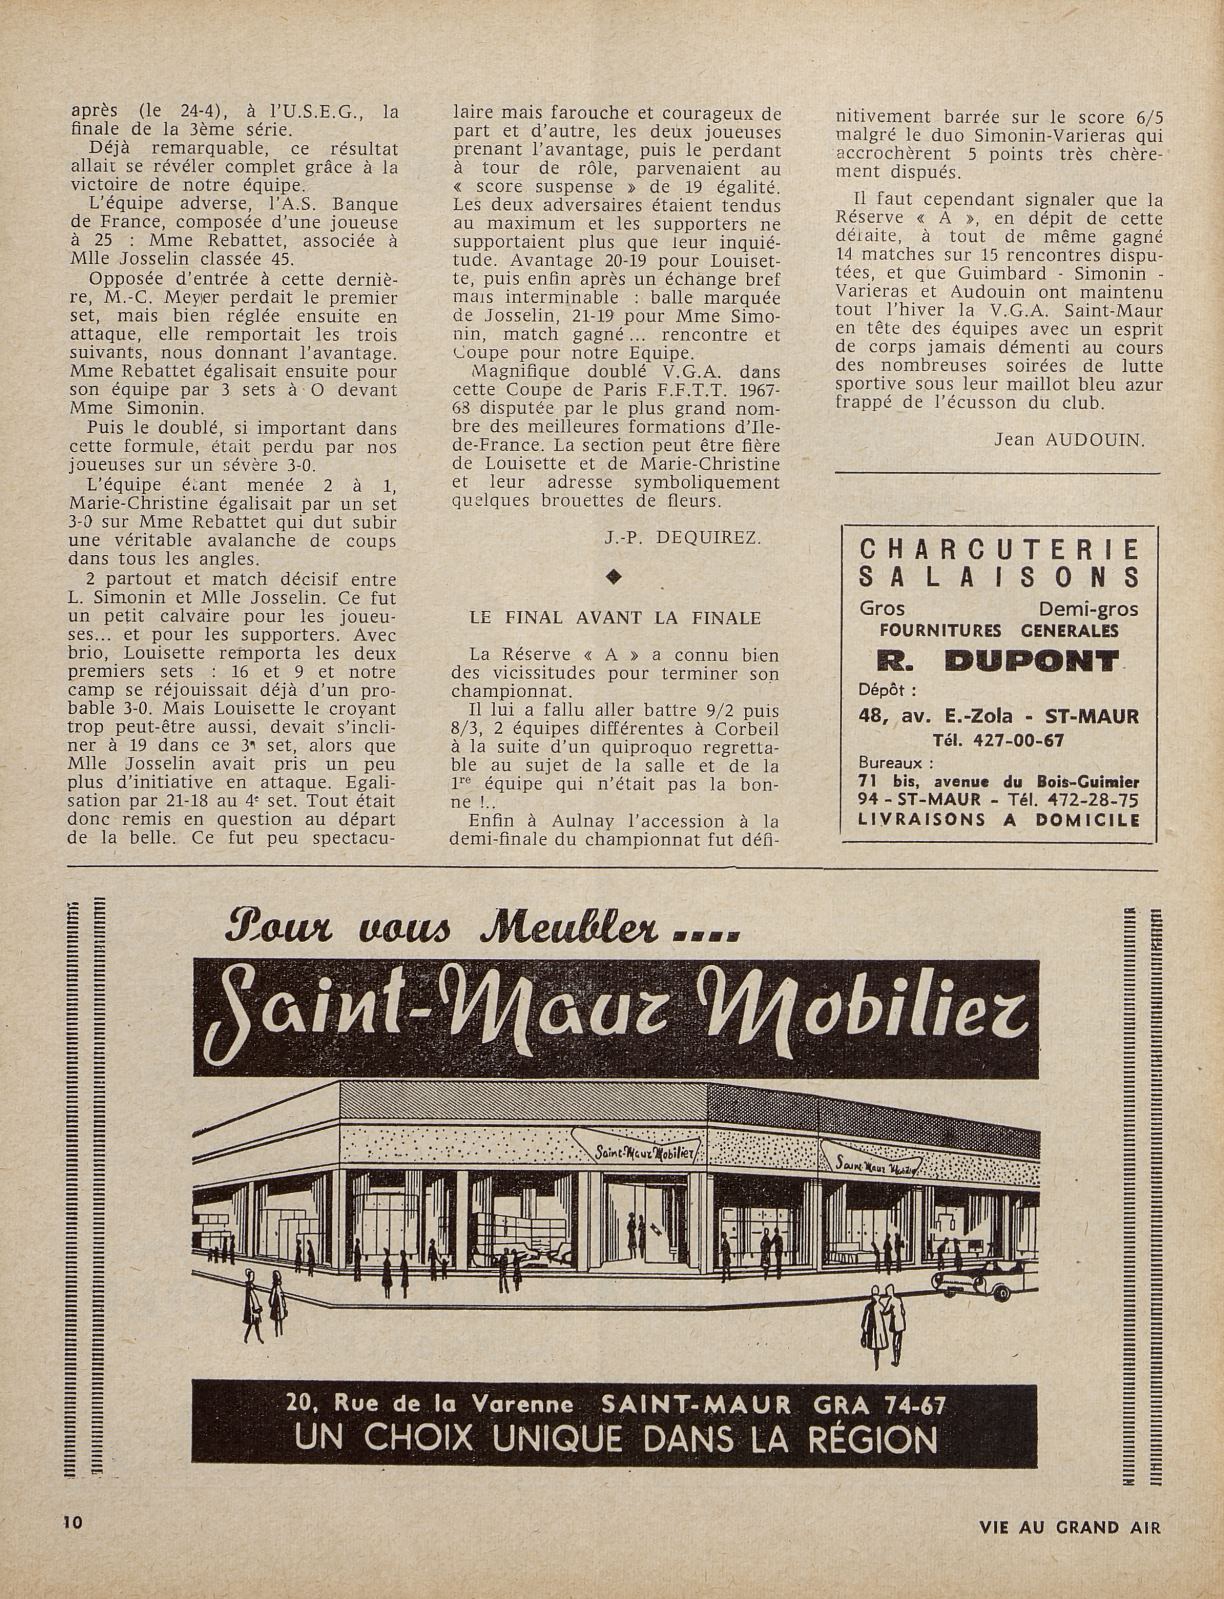 après (le 24-4), à l'U.S.E.G., la
finale de la 3ème série.
Déjà remarquable, ce résultat
allait se révéler complet grâce à la
victoire de notre équipe.
L'équipe adverse, l'A.S. Banque
de France, composée d'une joueuse
à 25 : Mme Rebattet, associée à
Mlle Josselin classée 45.
Opposée d'entrée à cette derniè-
re, M.-C. Meyer perdait le premier
set, mais bien réglée ensuite en
attaque, elle remportait les trois
suivants, nous donnant l'avantage.
Mme Rebattet égalisait ensuite pour
son équipe par 3 sets à O devant
Mme Simonin.
Puis le doublé, si important dans
cette formule, était perdu par nos
joueuses sur un sévère 3-0.
L'équipe étant menée 2 à 1,
Marie-Christine égalisait par un set
3-0 sur Mme Rebattet qui dut subir
une véritable avalanche de coups
dans tous les angles.
2 partout et match décisif entre
L. Simonin et Mlle Josselin. Ce fut
un petit calvaire pour les joueu-
ses... et pour les supporters. Avec
brio, Louisette remporta les deux
premiers sets : 16 et 9 et notre
camp se réjouissait déjà d'un pro-
bable 3-0. Mais Louisette le croyant
trop peut-être aussi, devait s'incli-
ner à 19 dans ce 3e set, alors que
Mlle Josselin avait pris un peu
plus d'initiative en attaque. Egali-
sation par 21-18 au 4e set. Tout était
donc remis en question au départ
de la belle. Ce fut peu spectacu-
laire mais farouche et courageux de
part et d'autre, les deux joueuses
prenant l'avantage, puis le perdant
à tour de rôle, parvenaient au
« score suspense » de 19 égalité.
Les deux adversaires étaient tendus
au maximum et les supporters ne
supportaient plus que leur inquié-
tude. Avantage 20-19 pour Louiset-
te, puis enfin après un échange bref
mais interminable : balle marquée
de Josselin, 21-19 pour Mme Simo-
nin, match gagné... rencontre et
Coupe pour notre Equipe.
Magnifique doublé V.G.A. dans
cette Coupe de Paris F.F.T.T. 1967-
68 disputée par le plus grand nom-
bre des meilleures formations d'Ile-
de-France. La section peut être fière
de Louisette et de Marie-Christine
et leur adresse symboliquement
quelques brouettes de fleurs.
J.-P. DEQUIREZ.
LE FINAL AVANT LA FINALE
La Réserve « A » a connu bien
des vicissitudes pour terminer son
championnat.
Il lui a fallu aller battre 9/2 puis
8/3, 2 équipes différentes à Corbeil
à la suite d'un quiproquo regretta-
ble au sujet de la salle et de la
1re équipe qui n'était pas la bon-
ne !..
Enfin à Aulnay l'accession à la
demi-finale du championnat fut défi-
nitivement barrée sur le score 6/5
malgré le duo Simonin-Varieras qui
accrochèrent 5 points très chère-
ment dispués.
Il faut cependant signaler que la
Réserve « A », en dépit de cette
défaite, à tout de même gagné
14 matches sur 15 rencontres dispu-
tées, et que Guimbard - Simonin -
Varieras et Audouin ont maintenu
tout l'hiver la V.G.A. Saint-Maur
en tête des équipes avec un esprit
de corps jamais démenti au cours
des nombreuses soirées de lutte
sportive sous leur maillot bleu azur
frappé de l'écusson du club.
Jean AUDOUIN.
CHARCUTERIE
SALAISONS
Gros Demi-gros
FOURNITURES GENERALES
R. DUPONT
Dépôt :
48, av. E.-Zola - ST-MAUR
Tél. 427-00-67
Bureaux :
71 bis, avenue du Bois-Guimier
94 - ST-MAUR - Tél. 472-28-75
LIVRAISONS A DOMICILE
Pour vous Meubler ....
Saint-Maur Mobilier
Saint-Maur Mobilier
Saint-Maur
20, Rue de la Varenne SAINT-MAUR GRA 74-67
UN CHOIX UNIQUE DANS LA RÉGION
10
VIE AU GRAND AIR